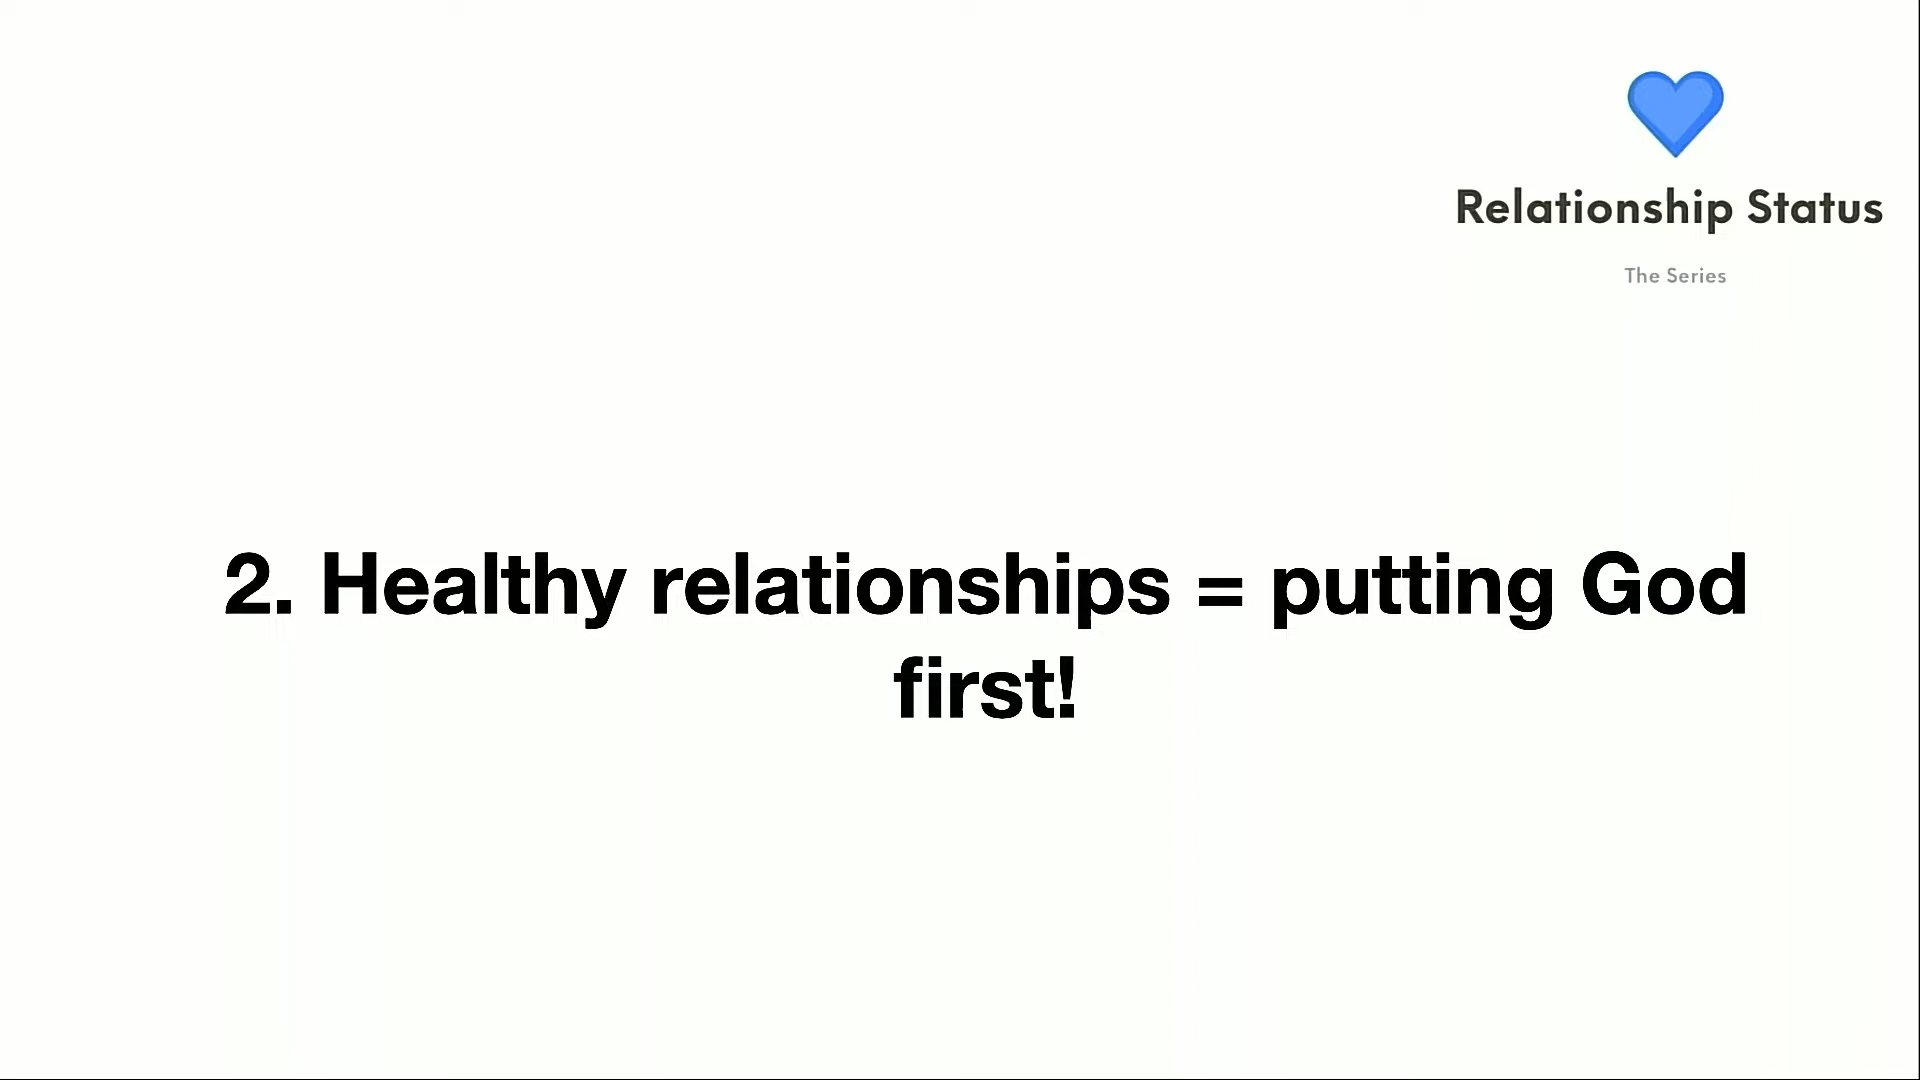 Relationship Status
The Series
2. Healthy relationships = putting God
first!